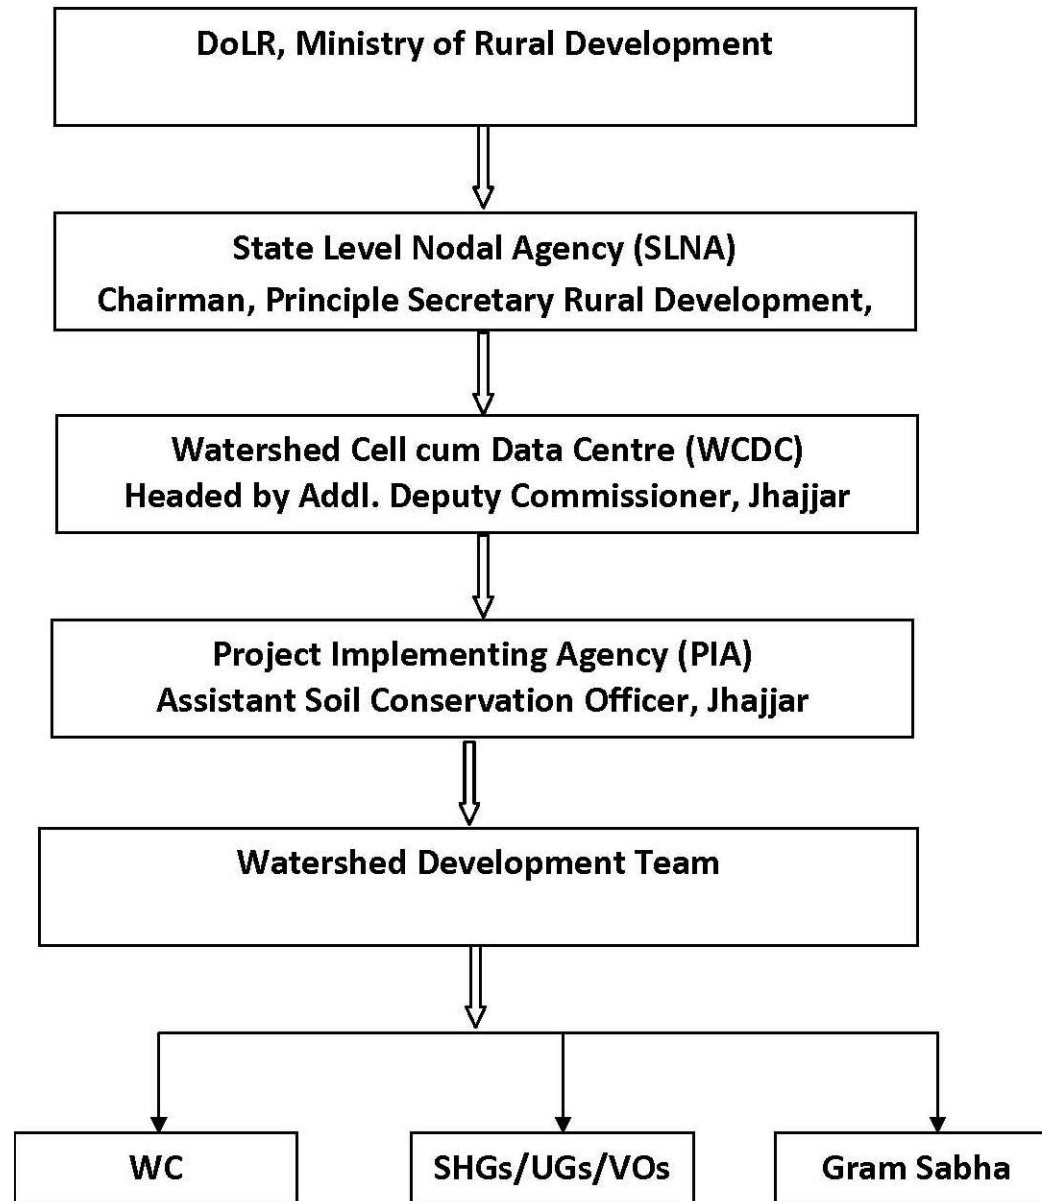 DoLR, Ministry of Rural Development
State Level Nodal Agency (SLNA)
Chairman, Principle Secretary Rural Development,
Watershed Cell cum Data Centre (WCDC)
Headed by Addl. Deputy Commissioner, Jhajjar
Project Implementing Agency (PIA)
Assistant Soil Conservation Officer, Jhajjar
Watershed Development Team
WC
SHGs/UGs/VOs
Gram Sabha